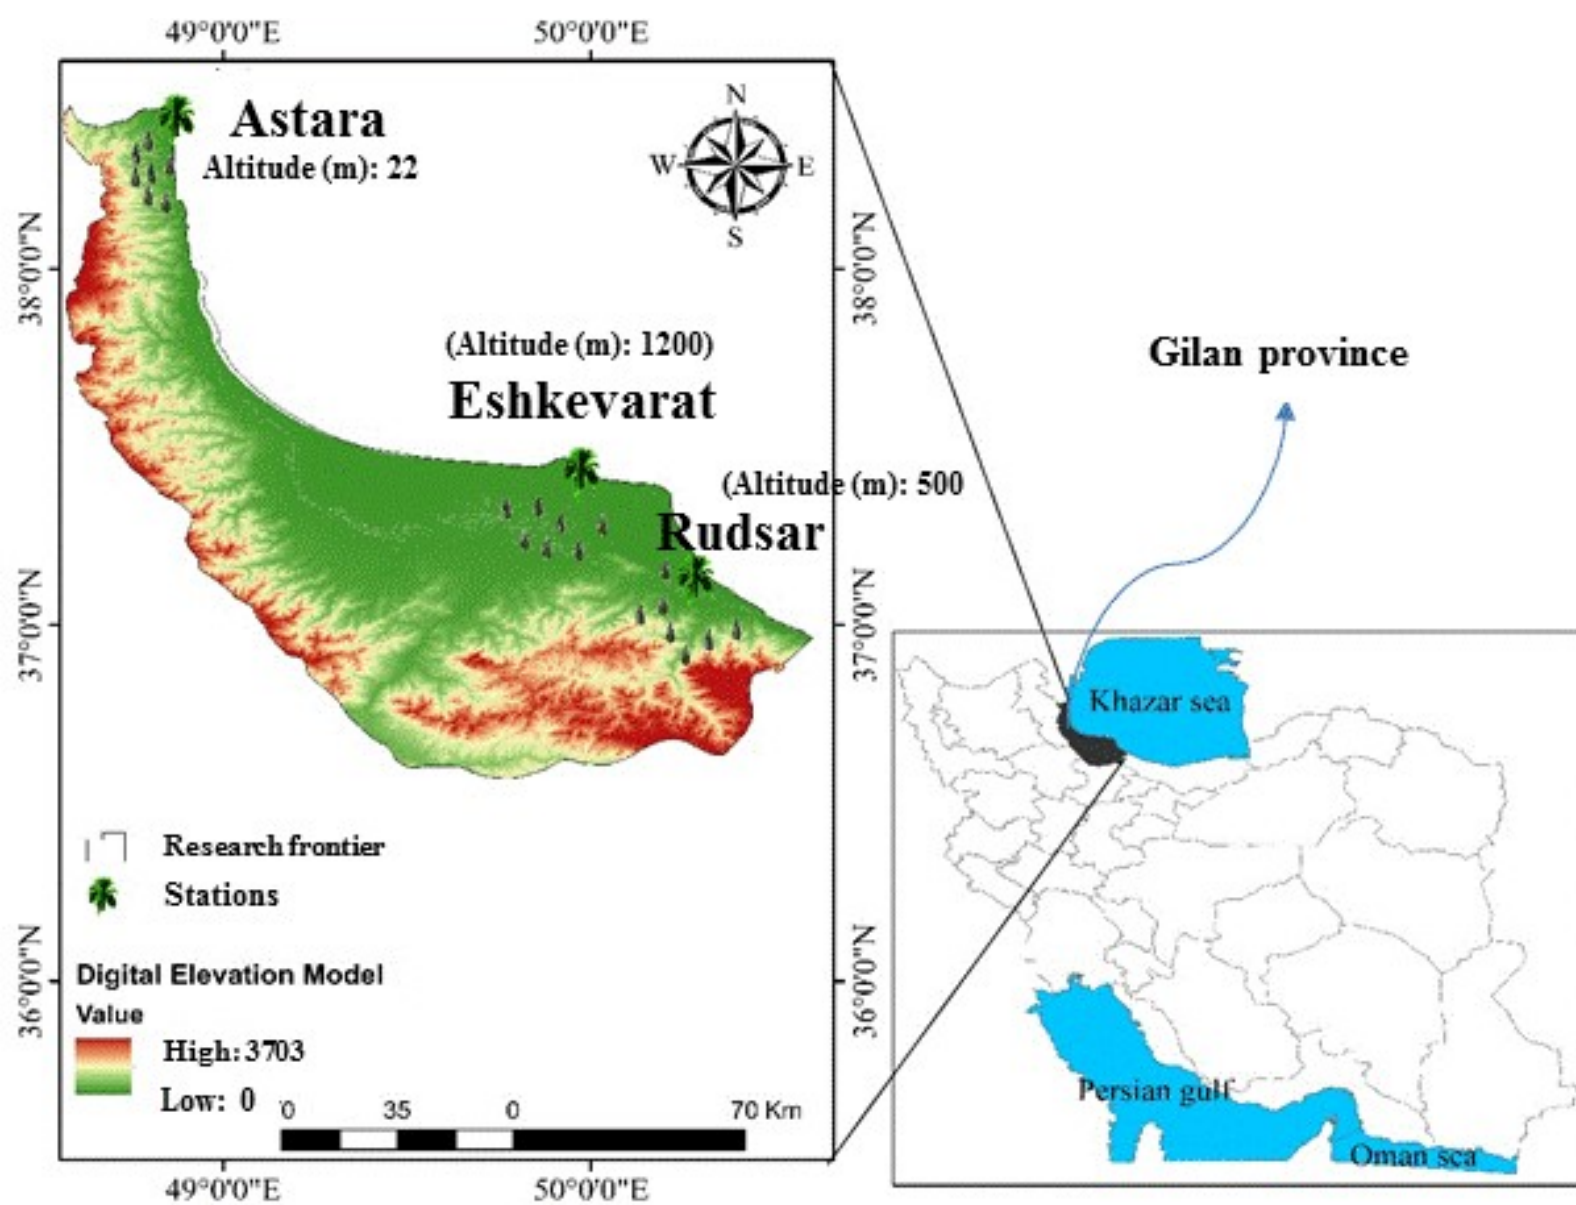 49°0'0"E 50°0'0"E
Astara
Altitude (m): 22
N
W E
S
38°0'0"N 38°0'0"N
(Altitude (m): 1200)
Eshkevarat
(Altitude (m): 500
Rudsar
37°0'0"N 37°0'0"N
Research frontier
Stations
36°0'0"N 36°0'0"N
Digital Elevation Model
Value
High: 3703
Low: 0
0 35 0 70 Km
49°0'0"E 50°0'0"E
Gilan province
Khazar sea
Persian gulf
Oman sea